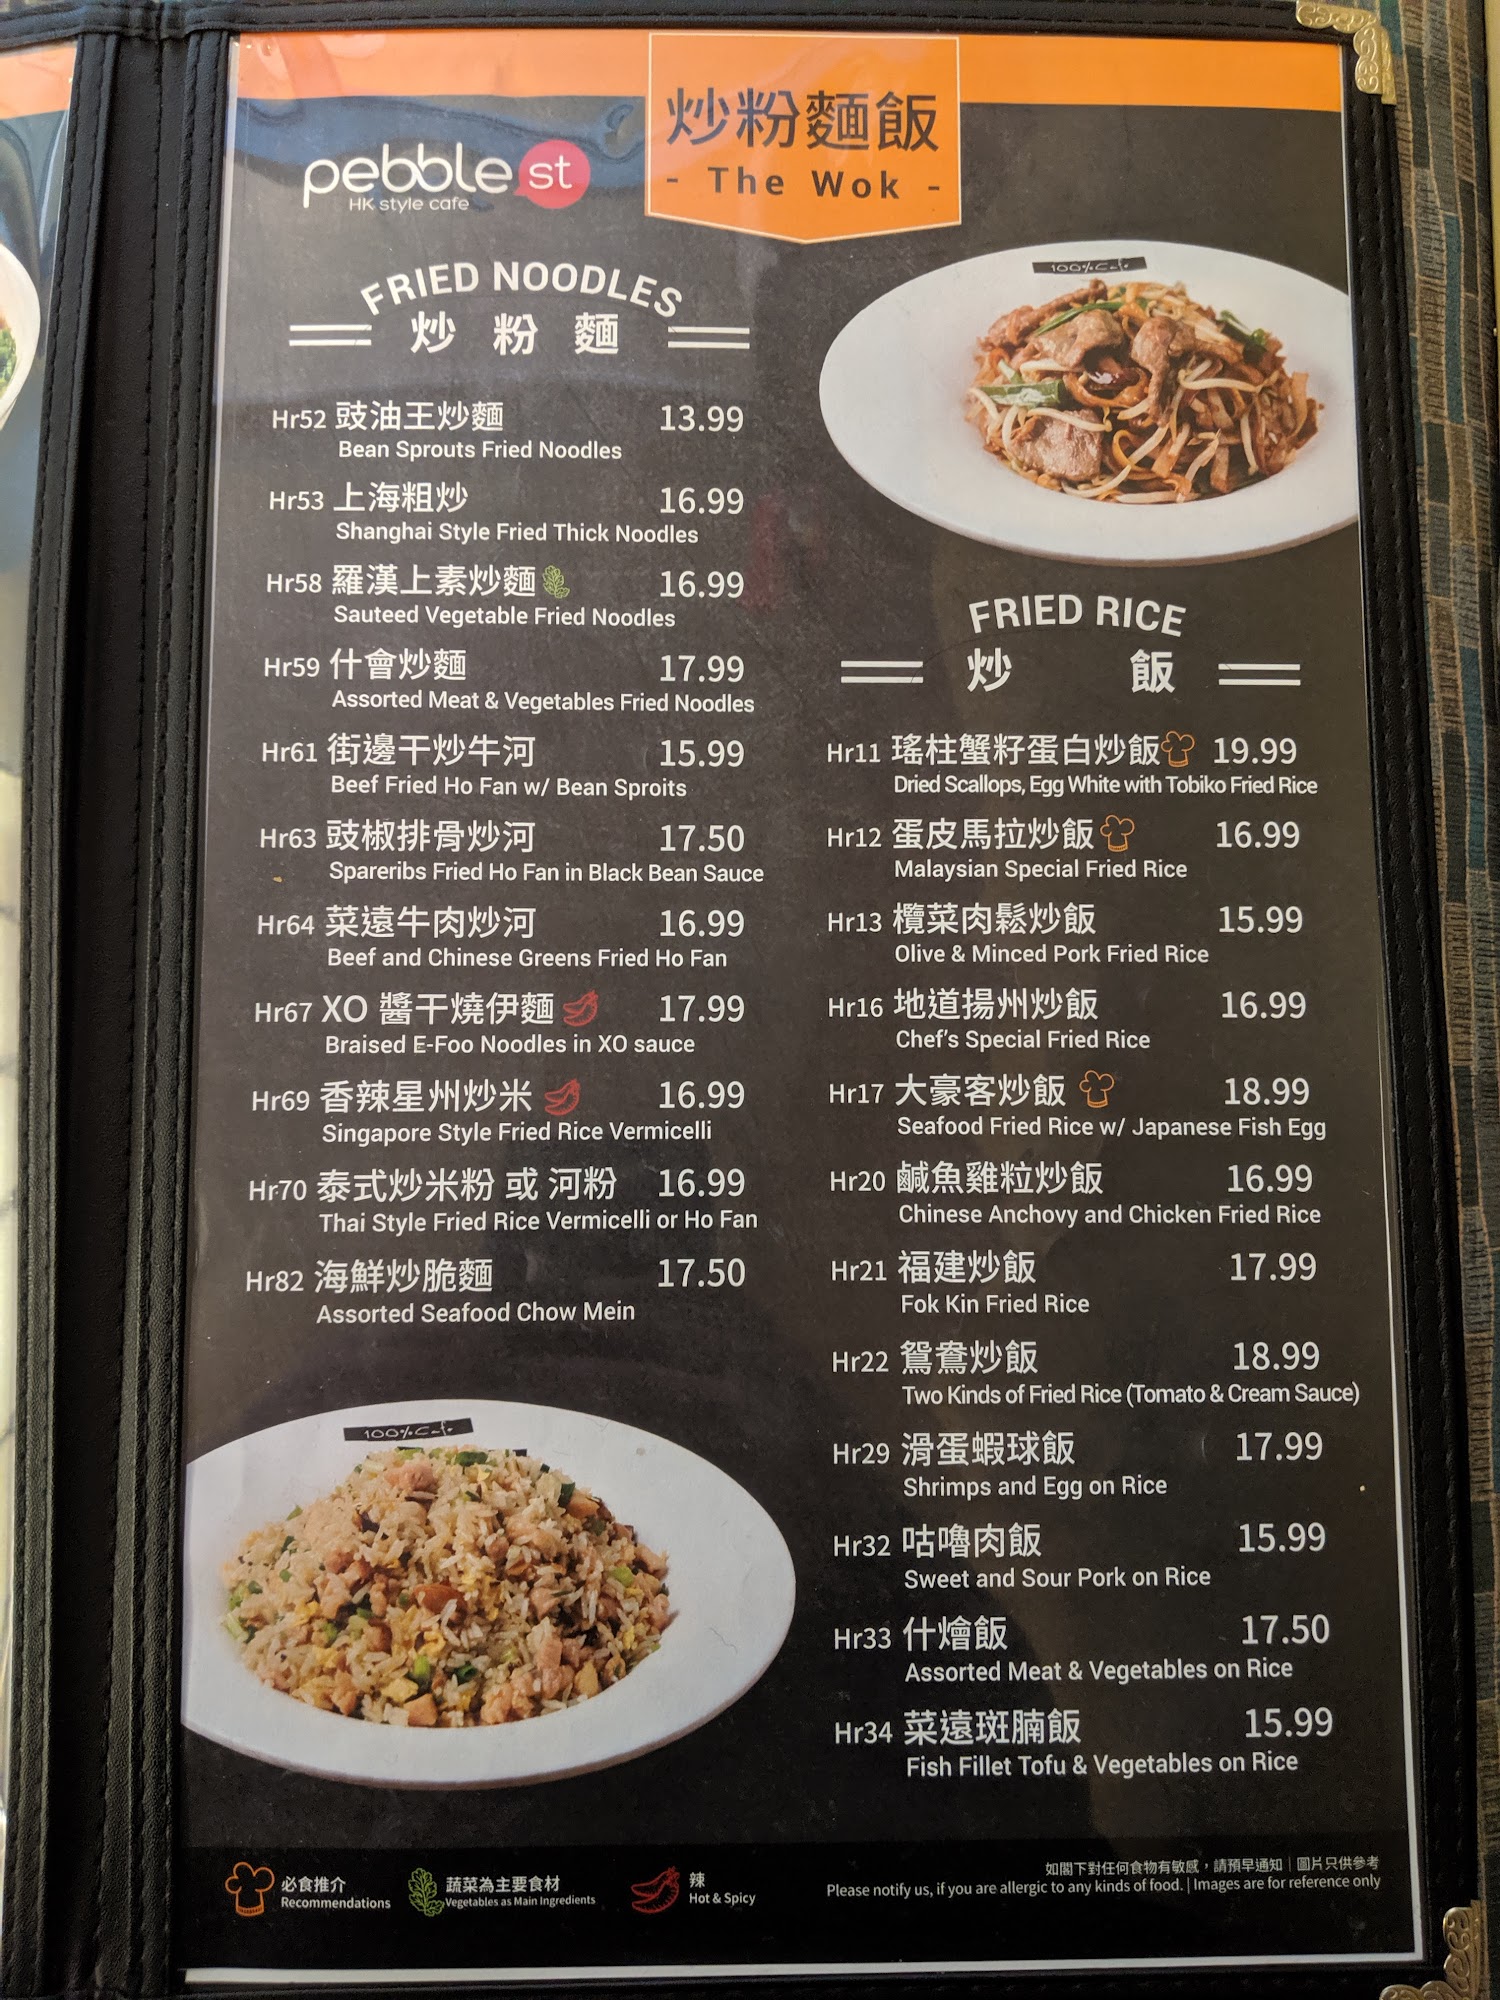 炒粉麵飯
- The Wok -
pebble st
HK style cafe
FRIED NOODLES
炒 粉 麵
Hr52 豉油王炒麵 13.99
Bean Sprouts Fried Noodles
Hr53 上海粗炒 16.99
Shanghai Style Fried Thick Noodles
Hr58 羅漢上素炒麵 16.99
Sauteed Vegetable Fried Noodles
Hr59 什會炒麵 17.99
Assorted Meat & Vegetables Fried Noodles
Hr61 街邊干炒牛河 15.99
Beef Fried Ho Fan w/ Bean Sproits
Hr63 豉椒排骨炒河 17.50
Spareribs Fried Ho Fan in Black Bean Sauce
Hr64 菜遠牛肉炒河 16.99
Beef and Chinese Greens Fried Ho Fan
Hr67 XO 醬干燒伊麵 17.99
Braised E-Foo Noodles in XO sauce
Hr69 香辣星州炒米 16.99
Singapore Style Fried Rice Vermicelli
Hr70 泰式炒米粉 或 河粉 16.99
Thai Style Fried Rice Vermicelli or Ho Fan
Hr82 海鮮炒脆麵 17.50
Assorted Seafood Chow Mein
100% Cafe
100% Cafe
FRIED RICE
炒 飯
Hr11 瑤柱蟹籽蛋白炒飯 19.99
Dried Scallops, Egg White with Tobiko Fried Rice
Hr12 蛋皮馬拉炒飯 16.99
Malaysian Special Fried Rice
Hr13 欖菜肉鬆炒飯 15.99
Olive & Minced Pork Fried Rice
Hr16 地道揚州炒飯 16.99
Chef's Special Fried Rice
Hr17 大豪客炒飯 18.99
Seafood Fried Rice w/ Japanese Fish Egg
Hr20 鹹魚雞粒炒飯 16.99
Chinese Anchovy and Chicken Fried Rice
Hr21 福建炒飯 17.99
Fok Kin Fried Rice
Hr22 鴛鴦炒飯 18.99
Two Kinds of Fried Rice (Tomato & Cream Sauce)
Hr29 滑蛋蝦球飯 17.99
Shrimps and Egg on Rice
Hr32 咕嚕肉飯 15.99
Sweet and Sour Pork on Rice
Hr33 什燴飯 17.50
Assorted Meat & Vegetables on Rice
Hr34 菜遠斑腩飯 15.99
Fish Fillet Tofu & Vegetables on Rice
必食推介
Recommendations
蔬菜為主要食材
Vegetables as Main Ingredients
辣
Hot & Spicy
如閣下對任何食物有敏感，請預早通知｜圖片只供參考
Please notify us, if you are allergic to any kinds of food. | Images are for reference only